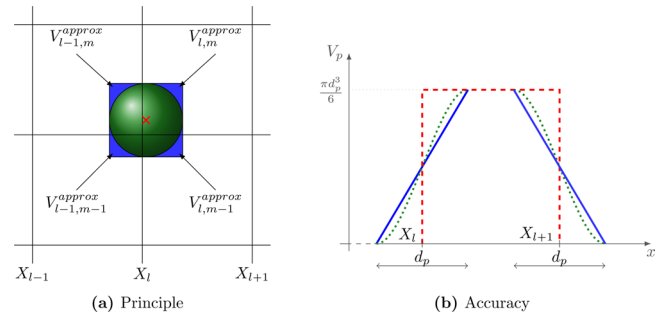 V_{l-1,m}^{approx} V_{l,m}^{approx}
V_{l-1,m-1}^{approx} V_{l,m-1}^{approx}
X_{l-1} X_l X_{l+1}
(a) Principle
V_p
\frac{πd_p^3}{6}
X_l X_{l+1} x
d_p d_p
(b) Accuracy